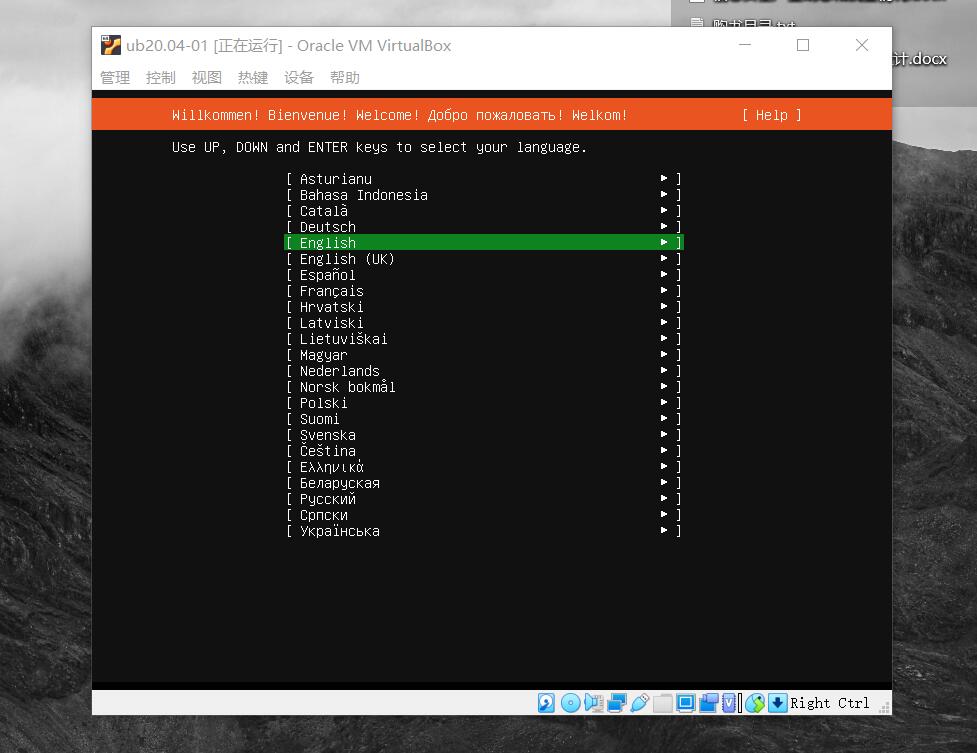 购书目录.txt
计.docx
ub20.04-01 [正在运行] - Oracle VM VirtualBox
管理 控制 视图 热键 设备 帮助
Willkommen! Bienvenue! Welcome! Добро пожаловать! Welkom! [ Help ]
Use UP, DOWN and ENTER keys to select your language.
[ Asturianu ► ]
[ Bahasa Indonesia ► ]
[ Català ► ]
[ Deutsch ► ]
[ English ► ]
[ English (UK) ► ]
[ Español ► ]
[ Français ► ]
[ Hrvatski ► ]
[ Latviski ► ]
[ Lietuviškai ► ]
[ Magyar ► ]
[ Nederlands ► ]
[ Norsk bokmål ► ]
[ Polski ► ]
[ Suomi ► ]
[ Svenska ► ]
[ Čeština ► ]
[ Ελληνικά ► ]
[ Беларуская ► ]
[ Русский ► ]
[ Српски ► ]
[ Українська ► ]
Right Ctrl